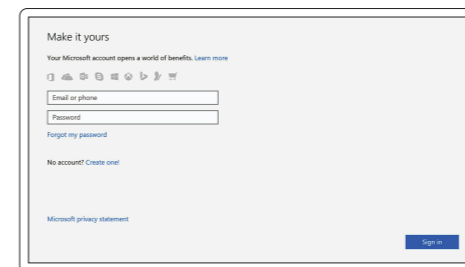 Make it yours
Your Microsoft account opens a world of benefits. Learn more
Email or phone
Password
Forgot my password
No account? Create one!
Microsoft privacy statement
Sign in